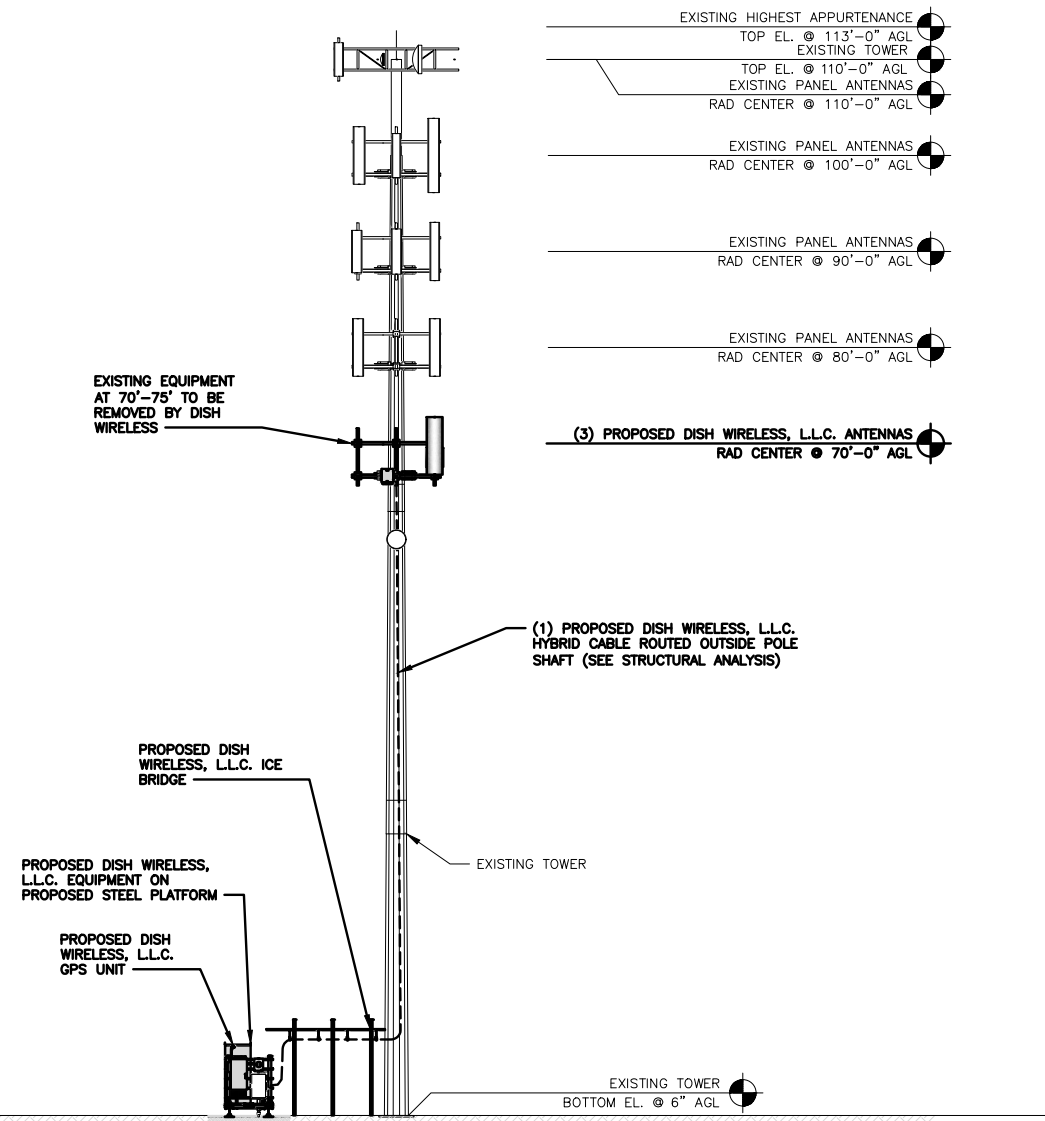 EXISTING HIGHEST APPURTENANCE
TOP EL. @ 113'-0" AGL
EXISTING TOWER
TOP EL. @ 110'-0" AGL
EXISTING PANEL ANTENNAS
RAD CENTER @ 110'-0" AGL
EXISTING PANEL ANTENNAS
RAD CENTER @ 100'-0" AGL
EXISTING PANEL ANTENNAS
RAD CENTER @ 90'-0" AGL
EXISTING PANEL ANTENNAS
RAD CENTER @ 80'-0" AGL
EXISTING EQUIPMENT
AT 70'-75' TO BE
REMOVED BY DISH
WIRELESS
(3) PROPOSED DISH WIRELESS, L.L.C. ANTENNAS
RAD CENTER @ 70'-0" AGL
(1) PROPOSED DISH WIRELESS, L.L.C.
HYBRID CABLE ROUTED OUTSIDE POLE
SHAFT (SEE STRUCTURAL ANALYSIS)
PROPOSED DISH
WIRELESS, L.L.C. ICE
BRIDGE
EXISTING TOWER
PROPOSED DISH WIRELESS,
L.L.C. EQUIPMENT ON
PROPOSED STEEL PLATFORM
PROPOSED DISH
WIRELESS, L.L.C.
GPS UNIT
EXISTING TOWER
BOTTOM EL. @ 6" AGL